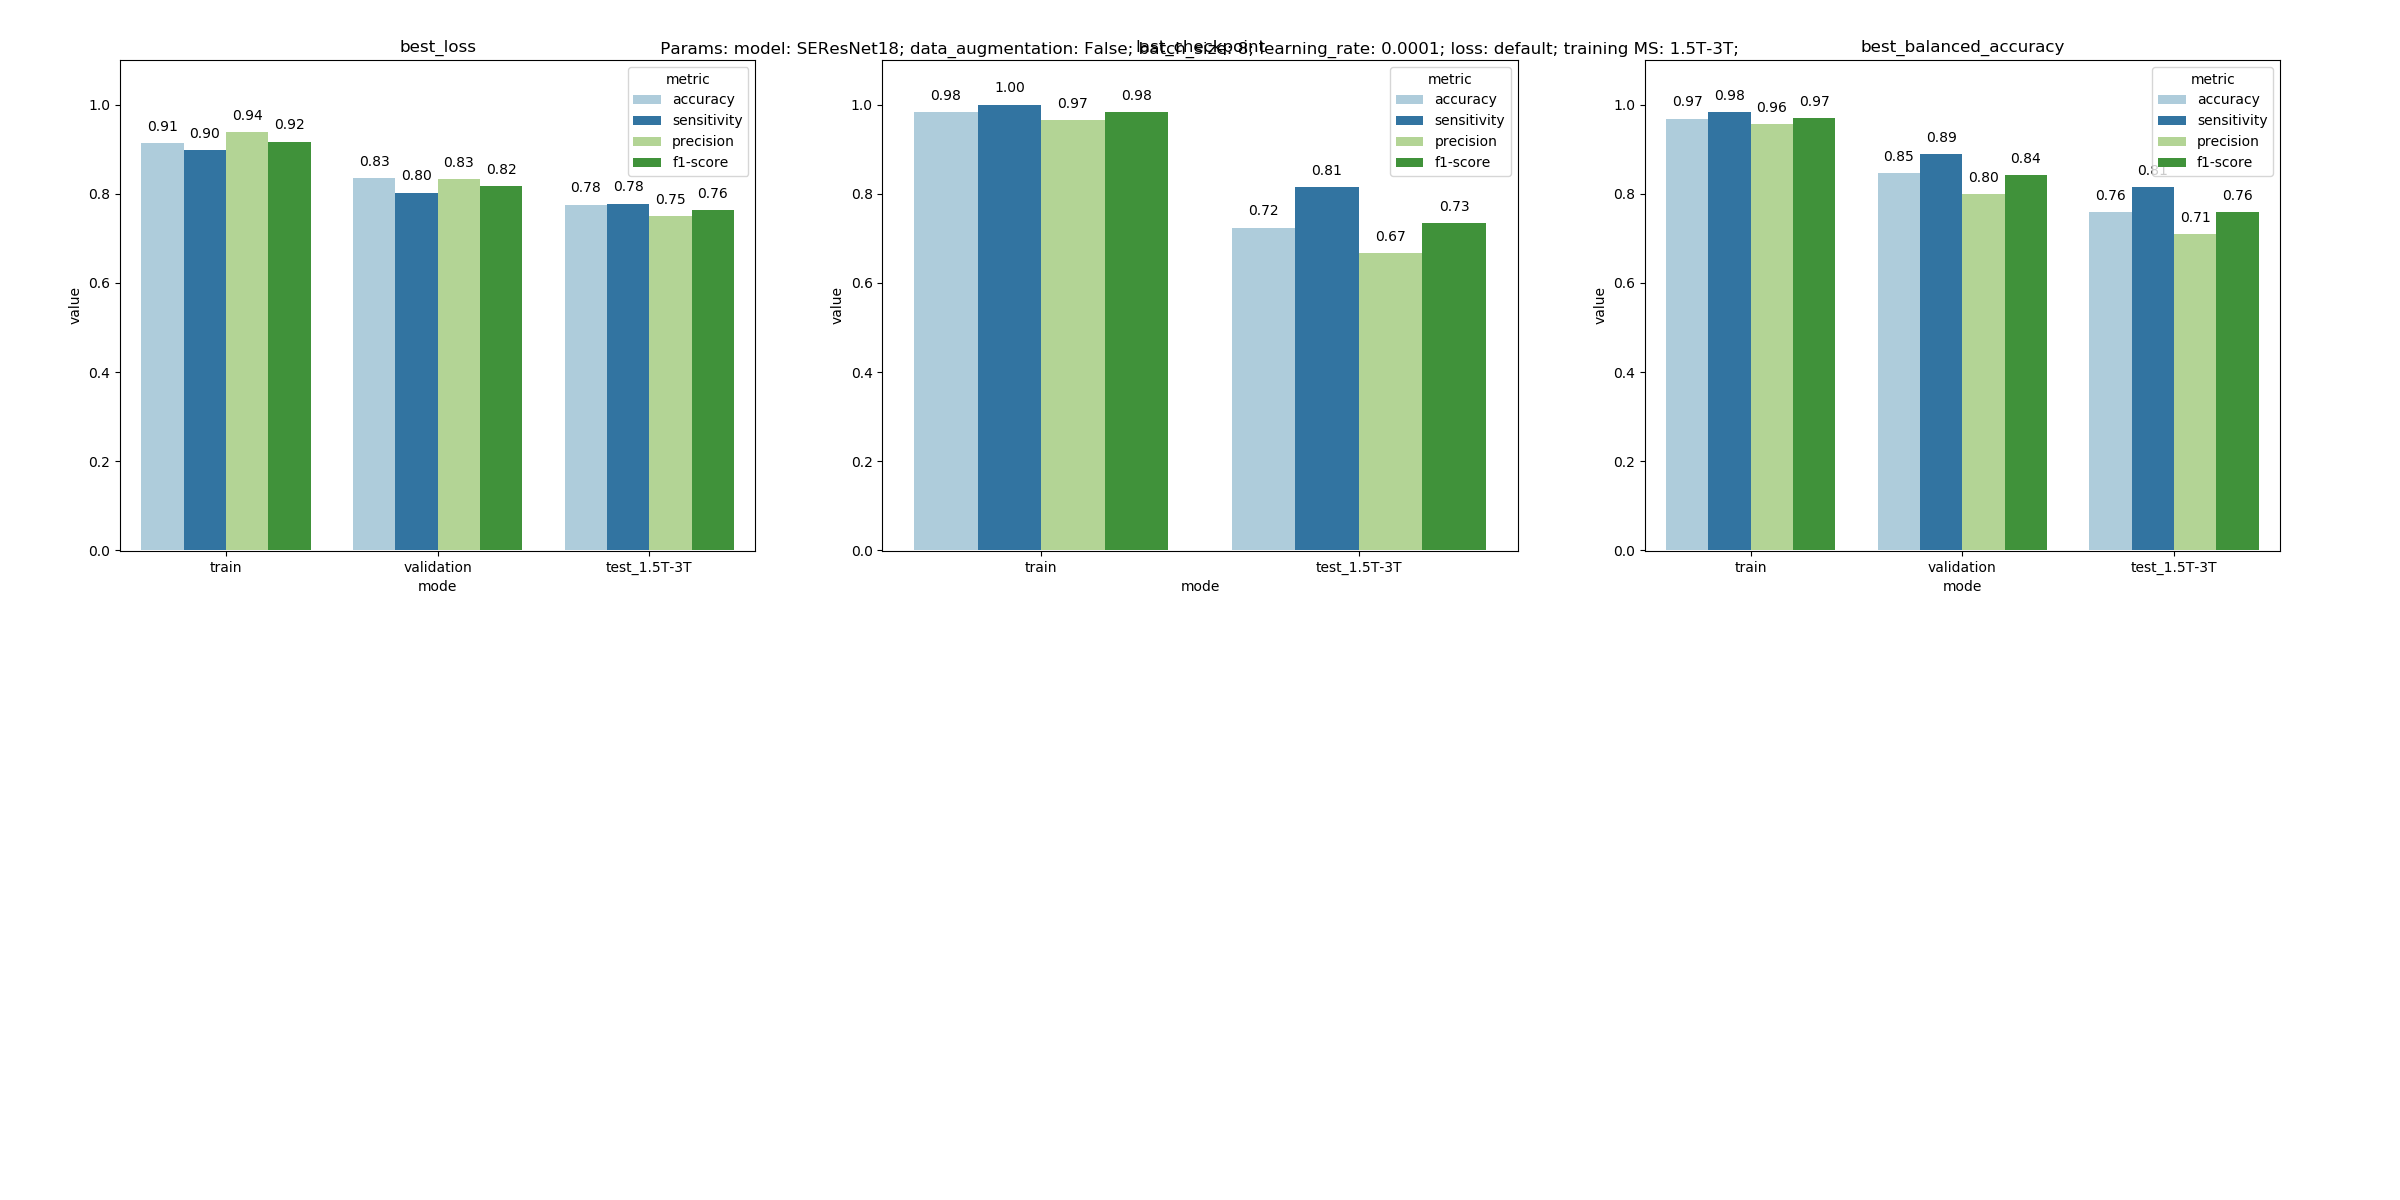 best_loss
Params: model: SEResNet18; data_augmentation: False; batch_size: 8; learning_rate: 0.0001; loss: default; training MS: 1.5T-3T;
last_checkpoint
best_balanced_accuracy
metric
accuracy
sensitivity
precision
f1-score
0.91
0.90
0.94
0.92
0.83
0.80
0.83
0.82
0.78
0.78
0.75
0.76
1.0
0.8
0.6
0.4
0.2
0.0
value
train
validation
test_1.5T-3T
mode
metric
accuracy
sensitivity
precision
f1-score
0.98
1.00
0.97
0.98
0.72
0.81
0.67
0.73
1.0
0.8
0.6
0.4
0.2
0.0
value
train
test_1.5T-3T
mode
metric
accuracy
sensitivity
precision
f1-score
0.97
0.98
0.96
0.97
0.85
0.89
0.80
0.84
0.76
0.81
0.71
0.76
1.0
0.8
0.6
0.4
0.2
0.0
value
train
validation
test_1.5T-3T
mode